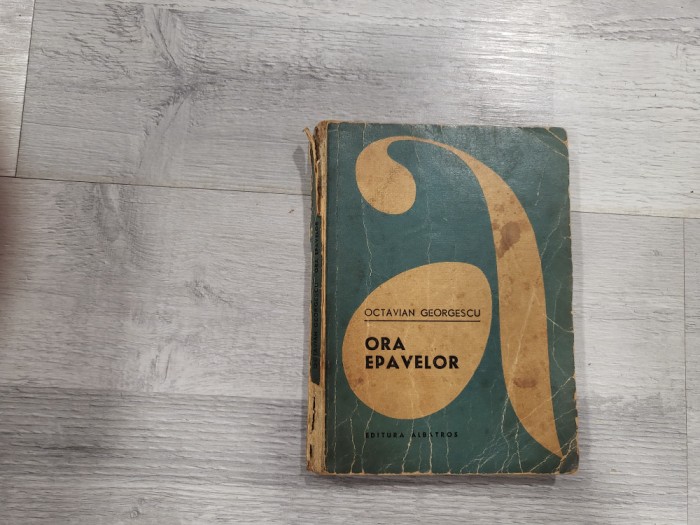 OCTAVIAN GEORGESCU
ORA
EPAVELOR
EDITURA ALBATROS